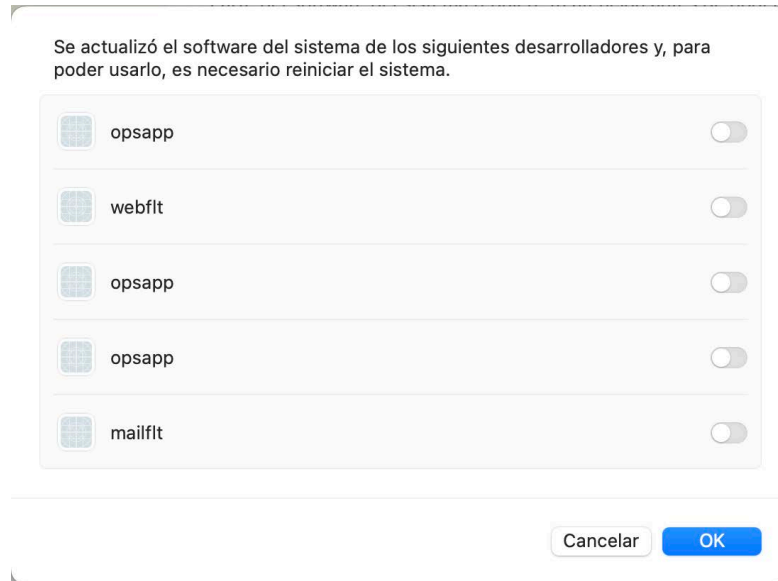 Se actualizó el software del sistema de los siguientes desarrolladores y, para
poder usarlo, es necesario reiniciar el sistema.
opsapp
webflt
opsapp
opsapp
mailflt
Cancelar OK